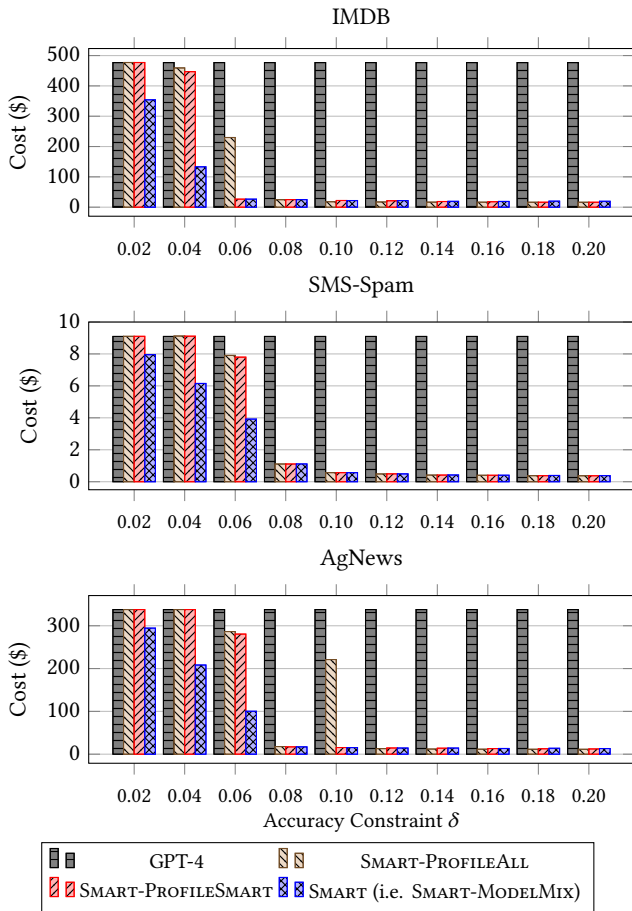 IMDB
500
400
300
200
100
0
Cost ($)
0.02 0.04 0.06 0.08 0.10 0.12 0.14 0.16 0.18 0.20
SMS-Spam
10
8
6
4
2
0
Cost ($)
0.02 0.04 0.06 0.08 0.10 0.12 0.14 0.16 0.18 0.20
AgNews
300
200
100
0
Cost ($)
0.02 0.04 0.06 0.08 0.10 0.12 0.14 0.16 0.18 0.20
Accuracy Constraint δ
GPT-4 SMART-PROFILEALL
SMART-PROFILESMART SMART (i.e. SMART-MODELMIX)